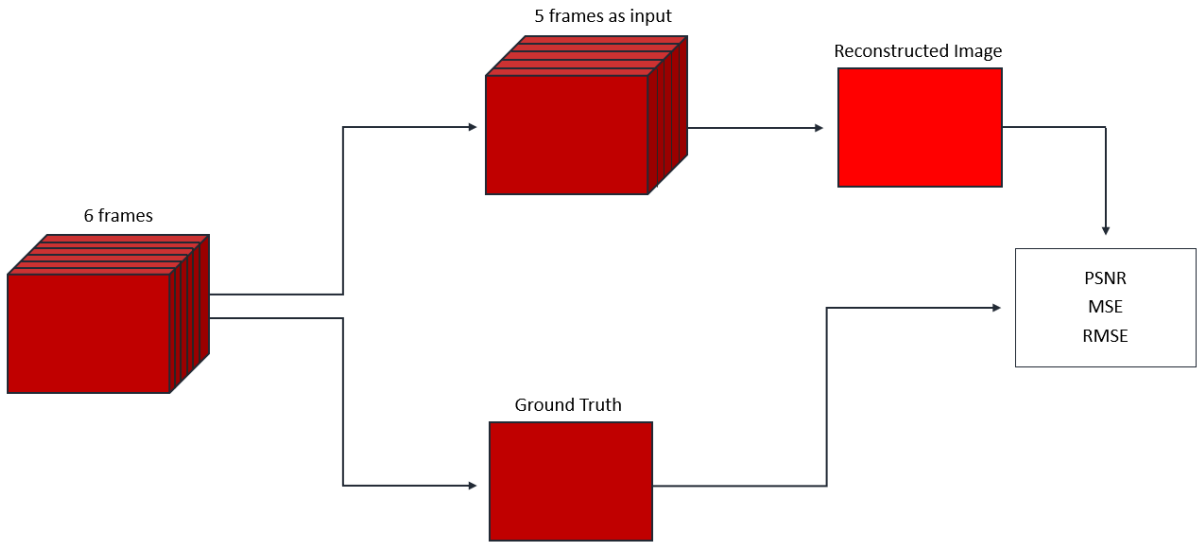 5 frames as input
Reconstructed Image
6 frames
PSNR
MSE
RMSE
Ground Truth